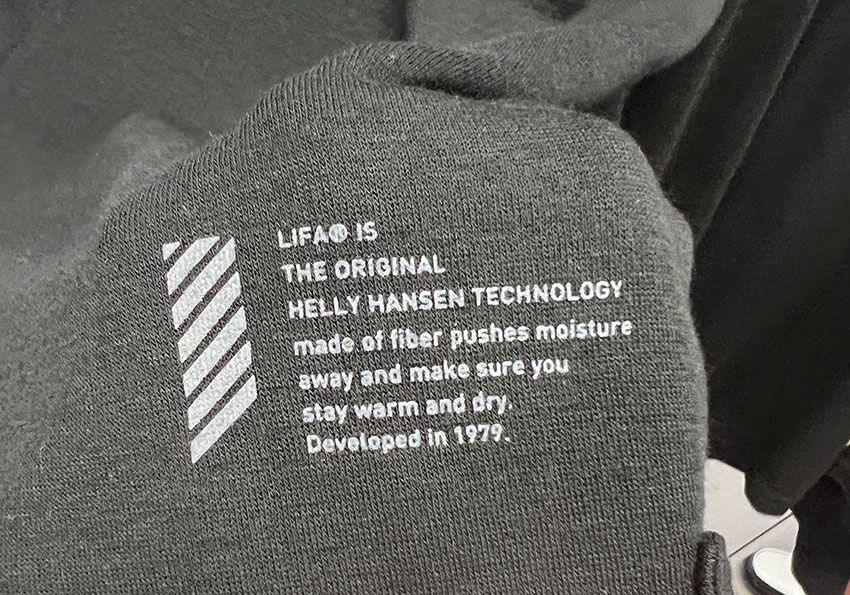 LIFA® IS
THE ORIGINAL
HELLY HANSEN TECHNOLOGY
made of fiber pushes moisture
away and make sure you
stay warm and dry.
Developed in 1979.